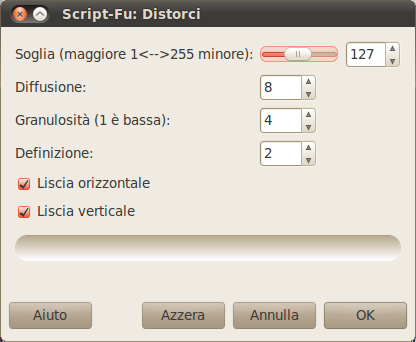 Script-Fu: Distorci
Soglia (maggiore 1<-->255 minore): 127
Diffusione: 8
Granulosità (1 è bassa): 4
Definizione: 2
Liscia orizzontale
Liscia verticale
Aiuto Azzera Annulla OK